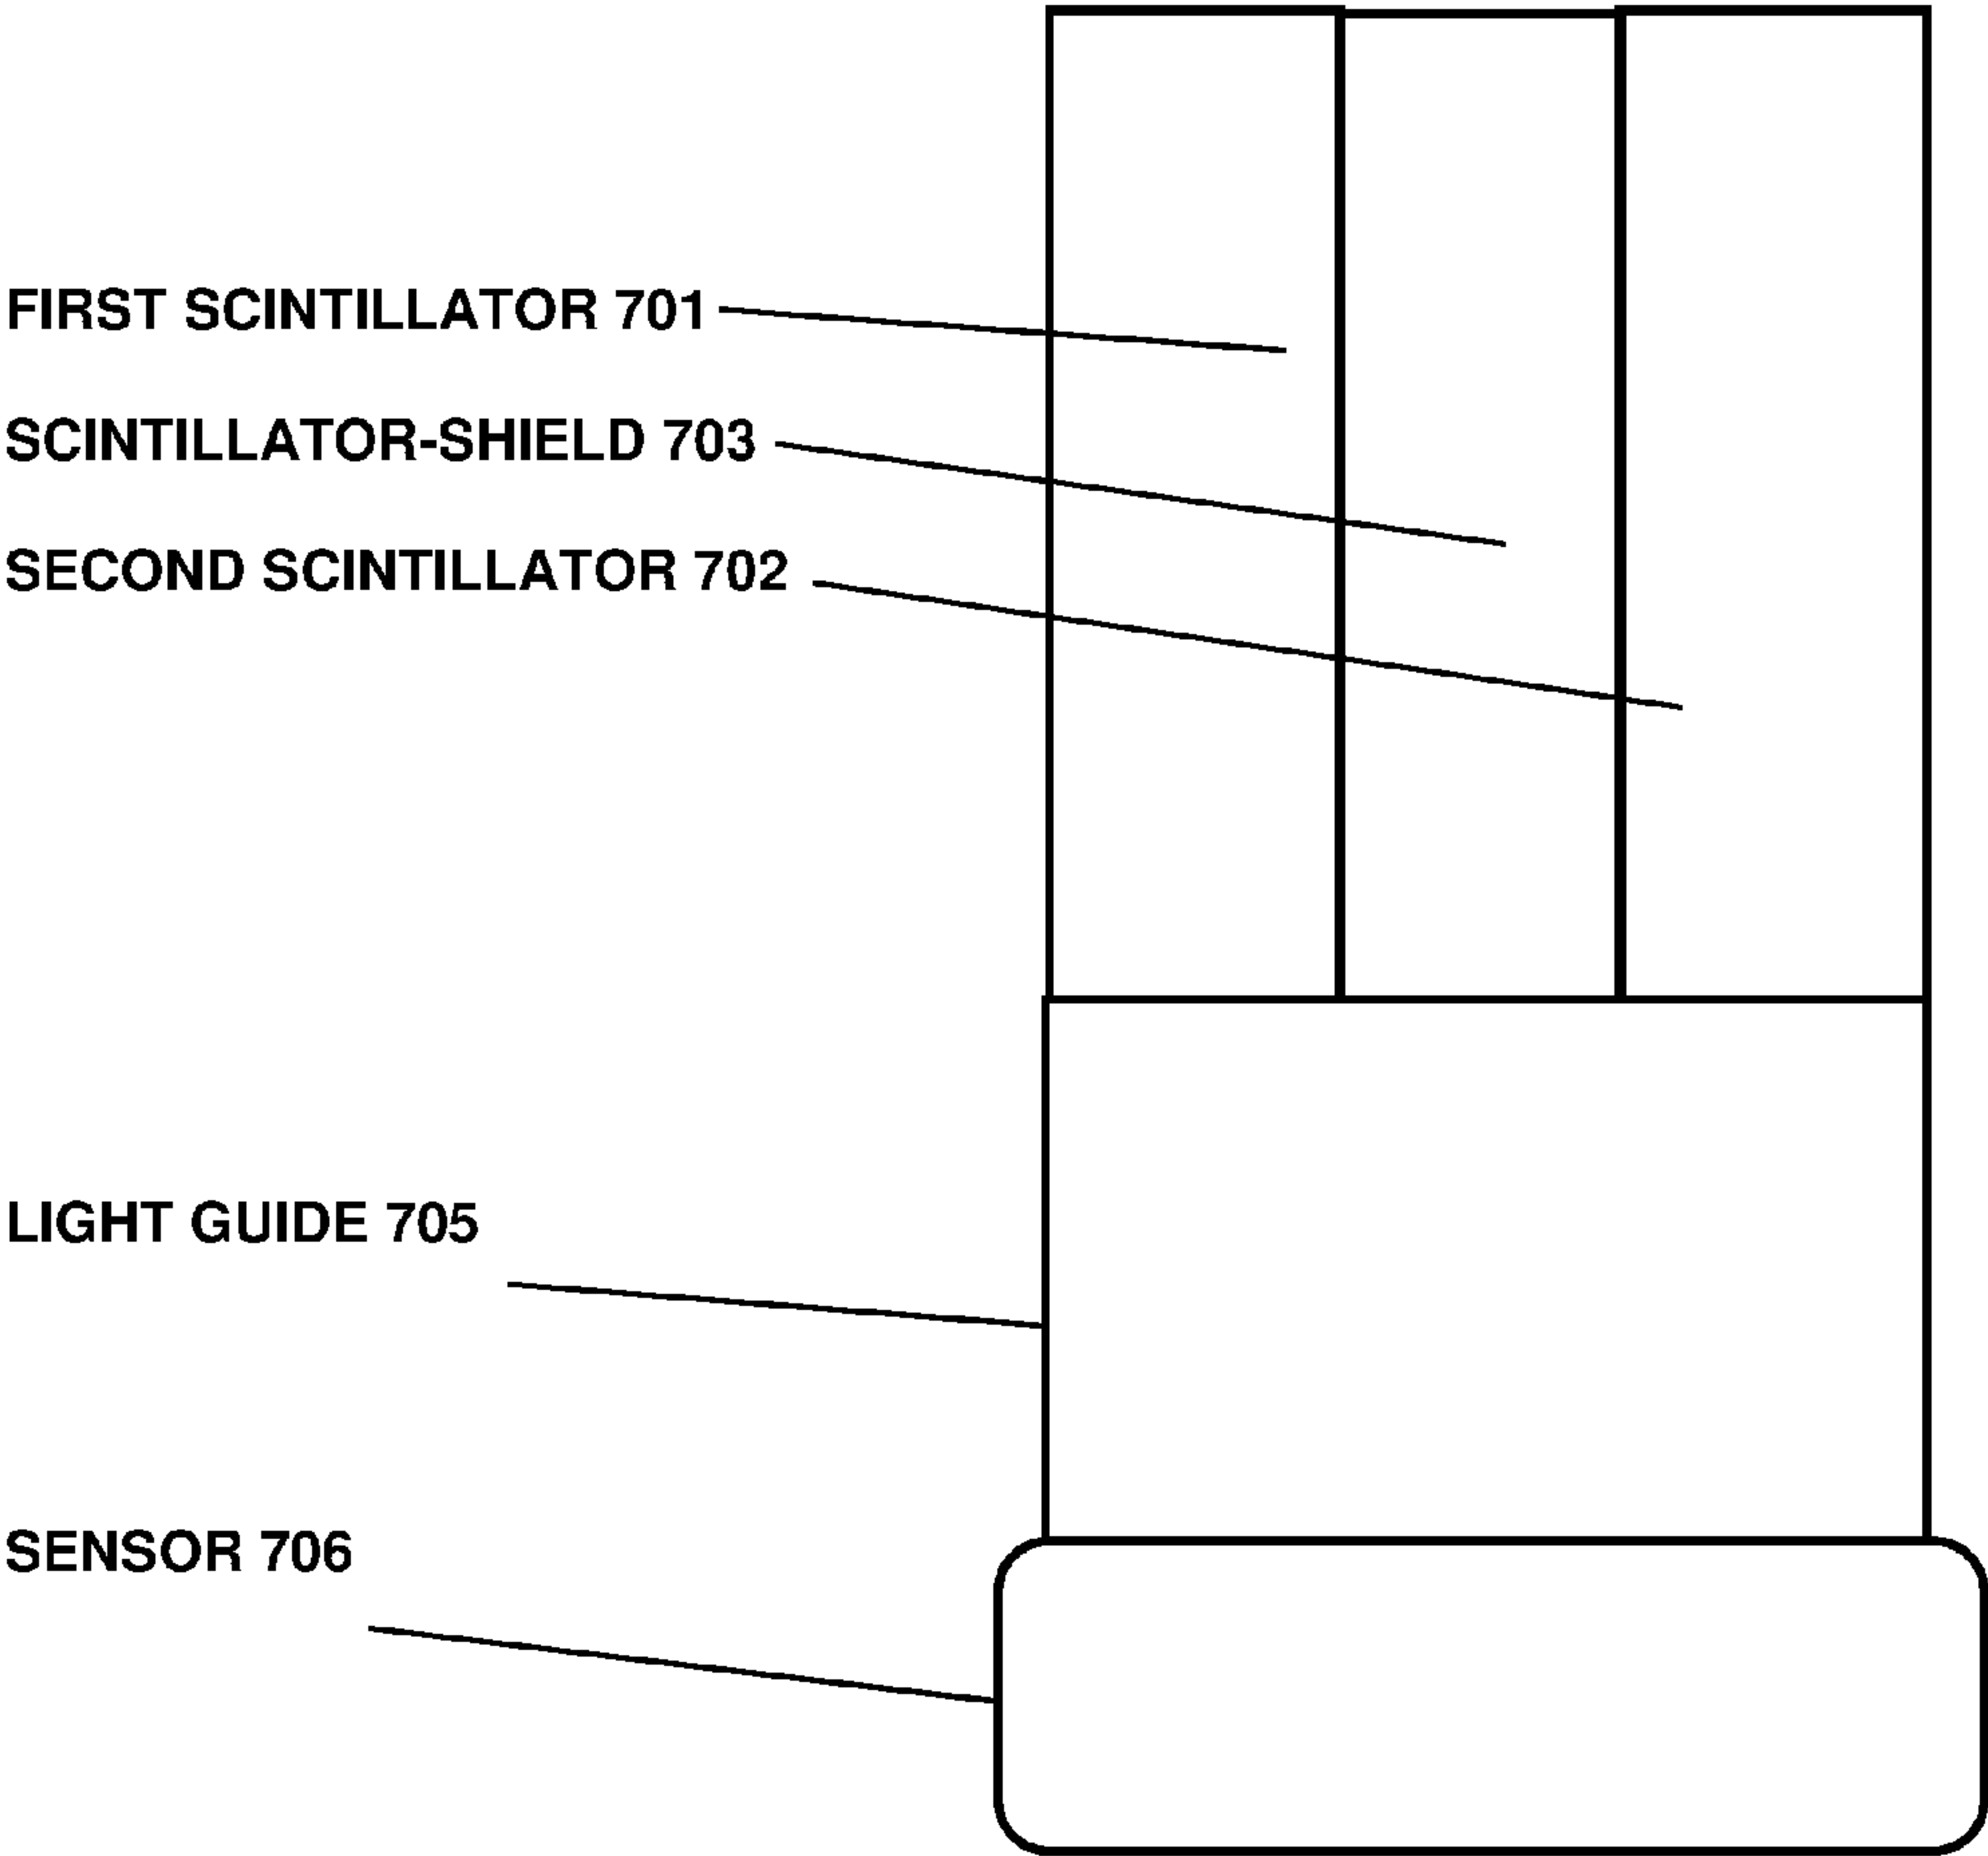 FIRST SCINTILLATOR 701
SCINTILLATOR-SHIELD 703
SECOND SCINTILLATOR 702
LIGHT GUIDE 705
SENSOR 706